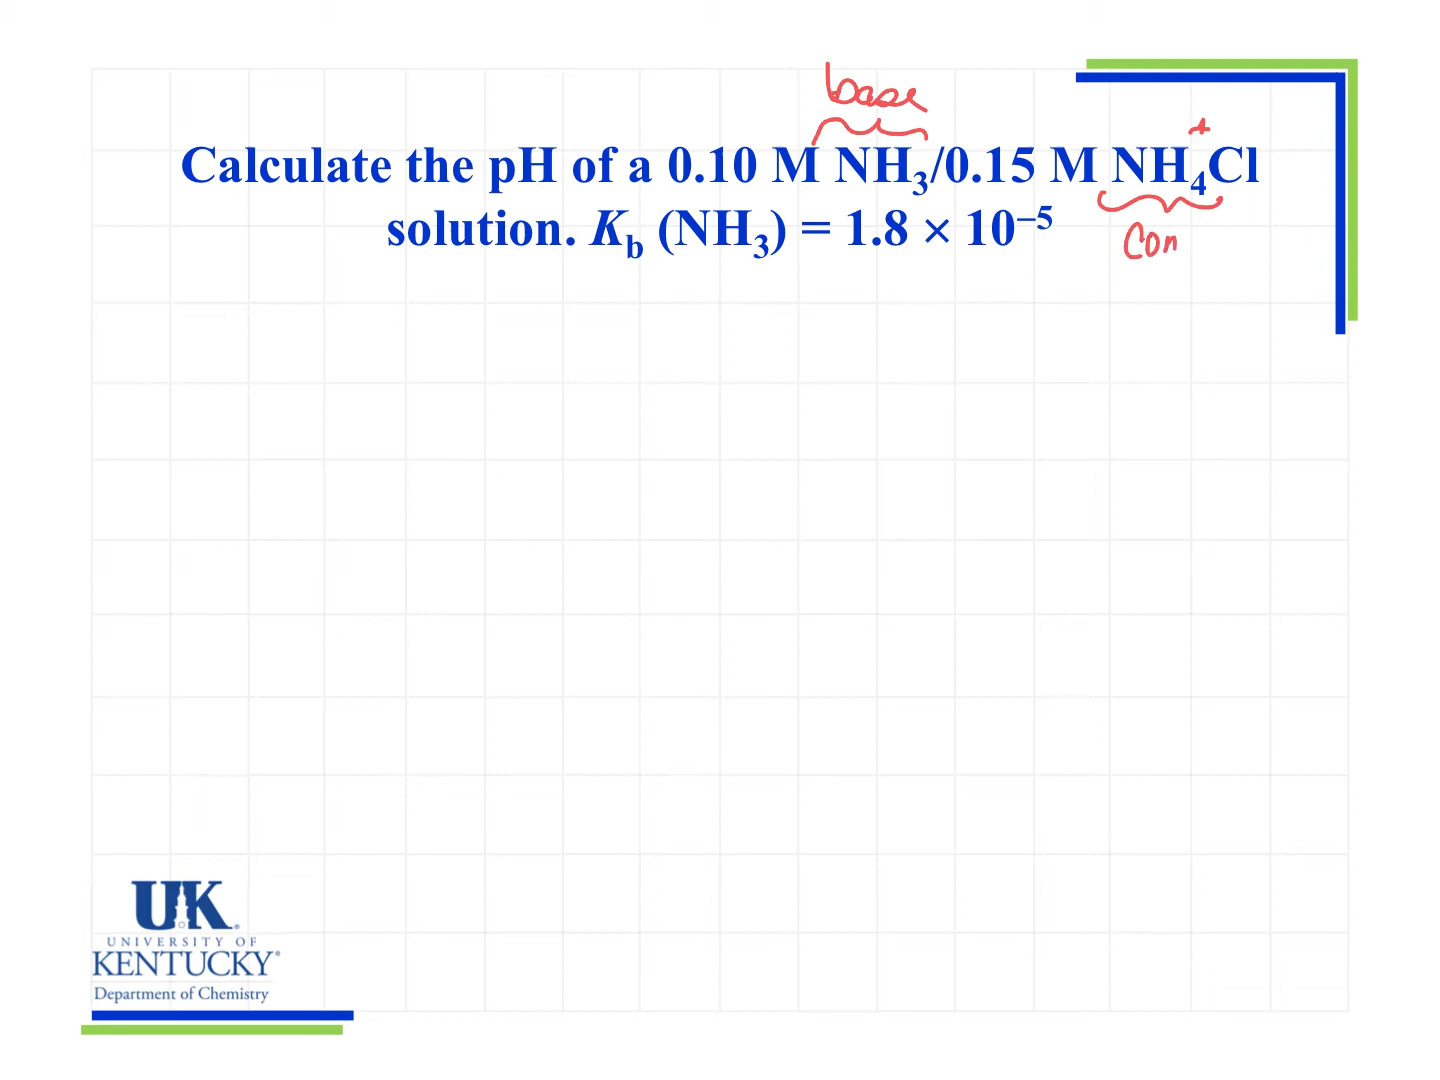 base
+
Calculate the pH of a 0.10 M NH₃/0.15 M NH₄Cl
solution. Kb (NH₃) = 1.8 × 10⁻⁵
con
UK
UNIVERSITY OF
KENTUCKY®
Department of Chemistry